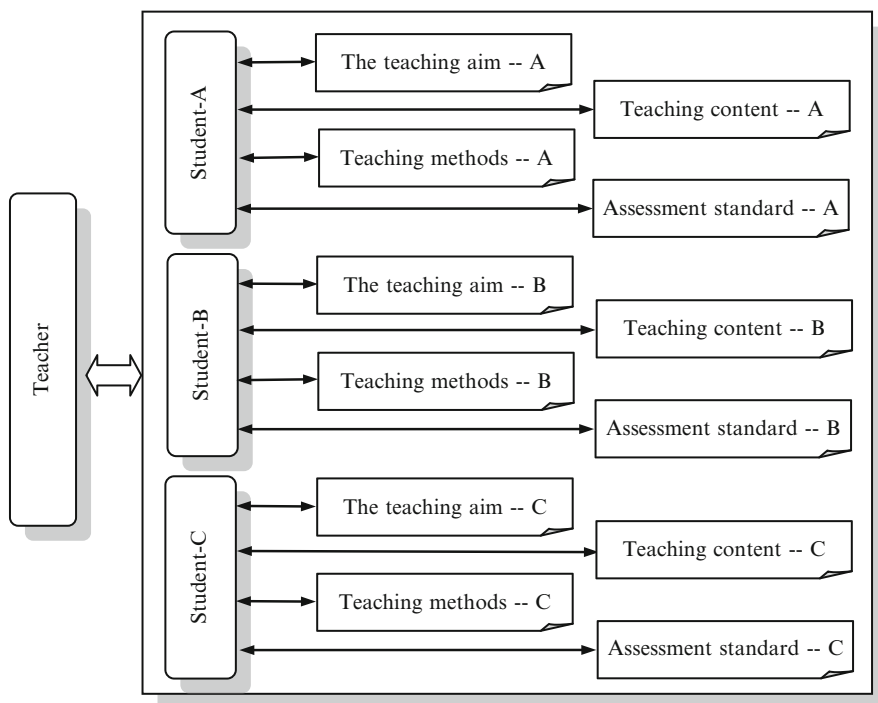 Teacher
Student-A
The teaching aim -- A
Teaching content -- A
Teaching methods -- A
Assessment standard -- A
Student-B
The teaching aim -- B
Teaching content -- B
Teaching methods -- B
Assessment standard -- B
Student-C
The teaching aim -- C
Teaching content -- C
Teaching methods -- C
Assessment standard -- C